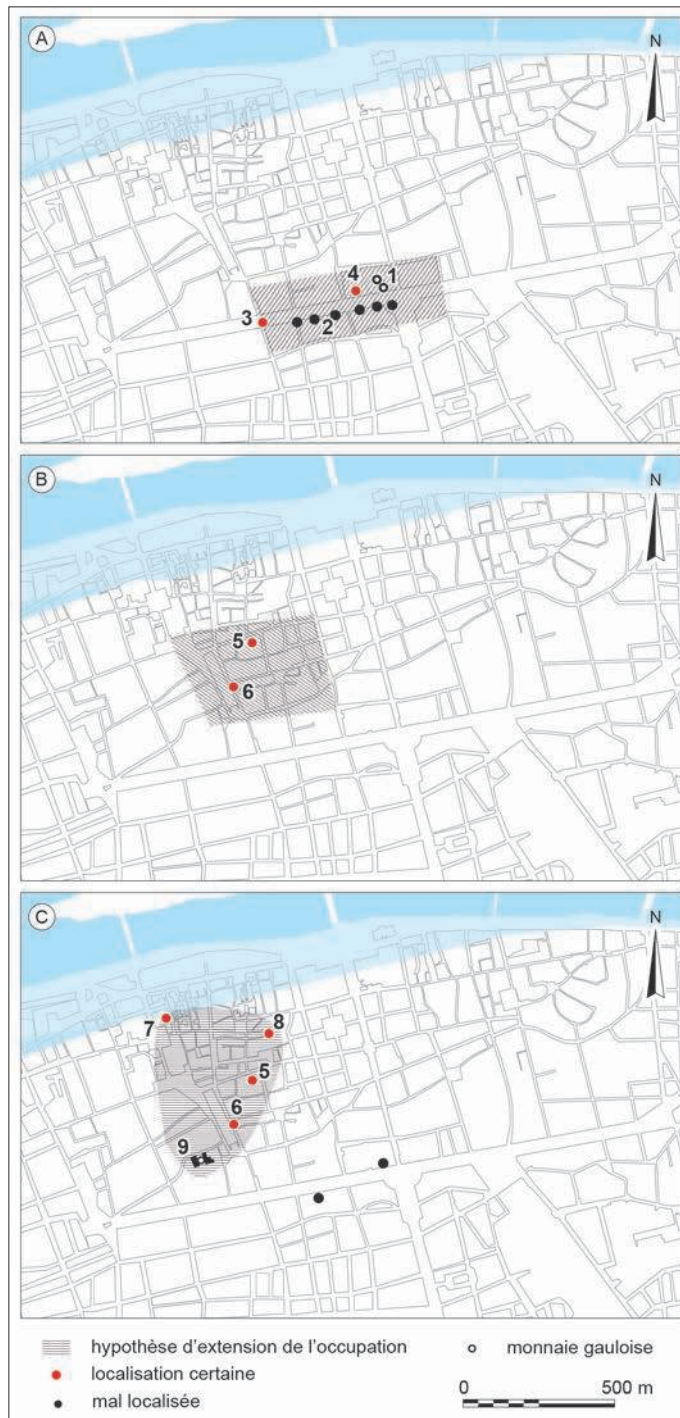 A
N
1
4
3
2
B
N
5
6
C
N
7
8
5
6
9
hypothèse d'extension de l'occupation
monnaie gauloise
localisation certaine
mal localisée
0 500 m